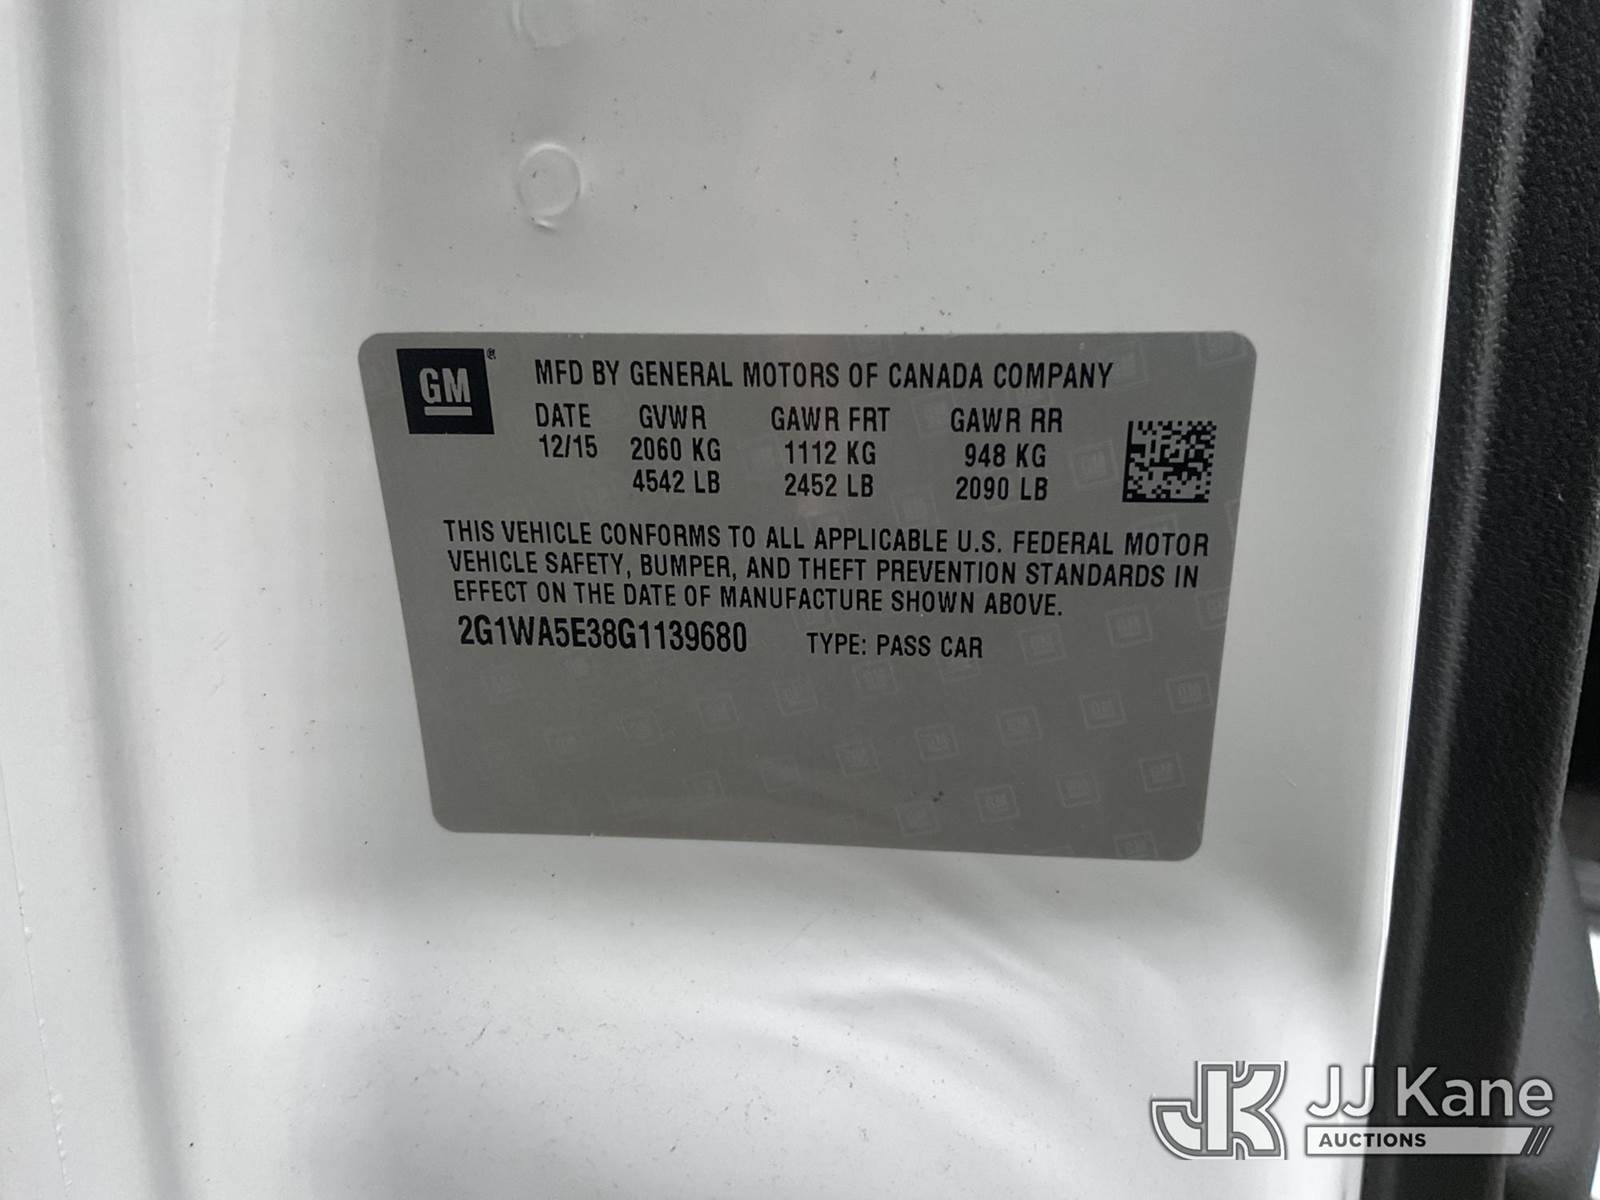 GM ®
MFD BY GENERAL MOTORS OF CANADA COMPANY
DATE GVWR GAWR FRT GAWR RR
12/15 2060 KG 1112 KG 948 KG
4542 LB 2452 LB 2090 LB
THIS VEHICLE CONFORMS TO ALL APPLICABLE U.S. FEDERAL MOTOR
VEHICLE SAFETY, BUMPER, AND THEFT PREVENTION STANDARDS IN
EFFECT ON THE DATE OF MANUFACTURE SHOWN ABOVE.
2G1WA5E38G1139680 TYPE: PASS CAR
JK JJ Kane
AUCTIONS